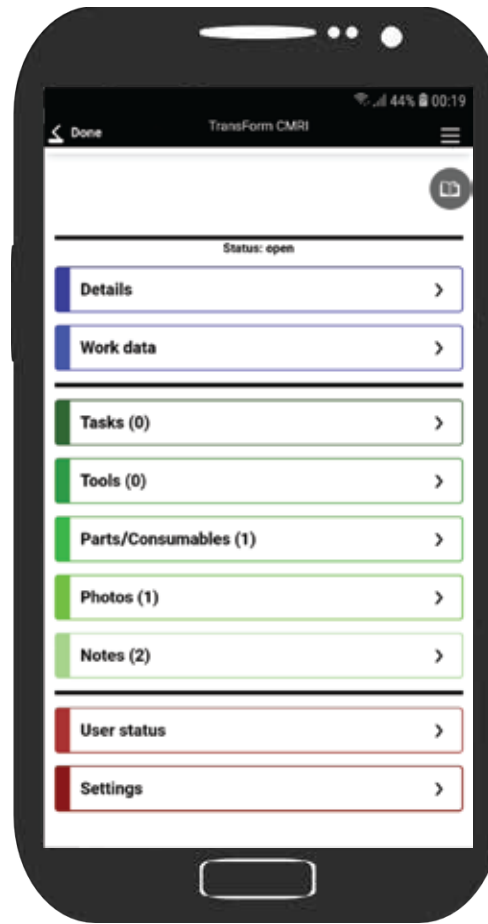 44% 00:19
Done TransForm CMRI
Status: open
Details
Work data
Tasks (0)
Tools (0)
Parts/Consumables (1)
Photos (1)
Notes (2)
User status
Settings